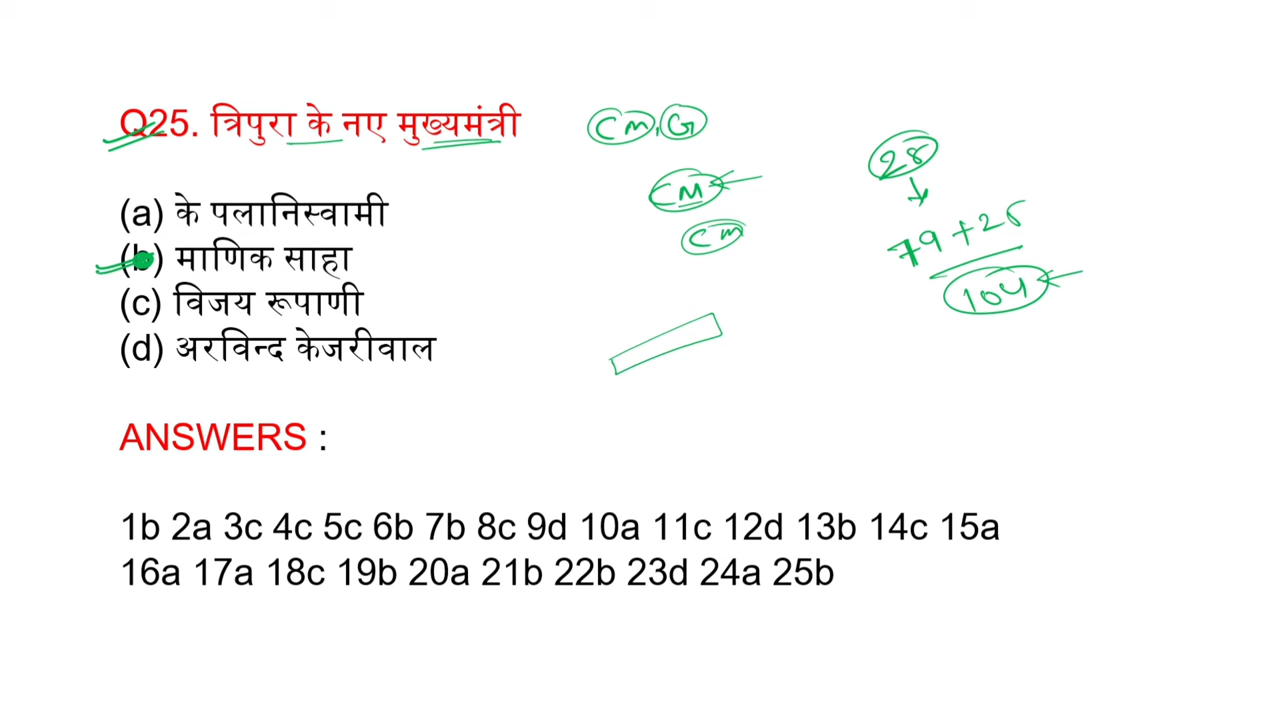 Q25. त्रिपुरा के नए मुख्यमंत्री
CM, G
CM
CM
28
79 + 25
104
(a) के पलानिस्वामी
(b) माणिक साहा
(c) विजय रूपाणी
(d) अरविन्द केजरीवाल
ANSWERS :
1b 2a 3c 4c 5c 6b 7b 8c 9d 10a 11c 12d 13b 14c 15a
16a 17a 18c 19b 20a 21b 22b 23d 24a 25b